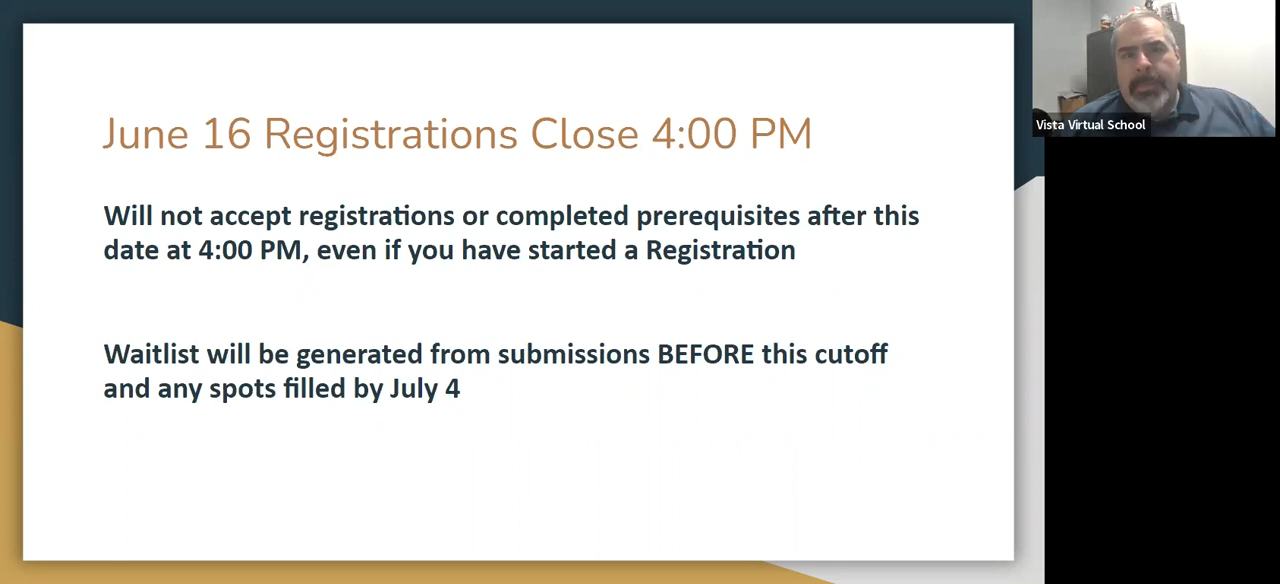 June 16 Registrations Close 4:00 PM
Will not accept registrations or completed prerequisites after this
date at 4:00 PM, even if you have started a Registration
Waitlist will be generated from submissions BEFORE this cutoff
and any spots filled by July 4
Vista Virtual School